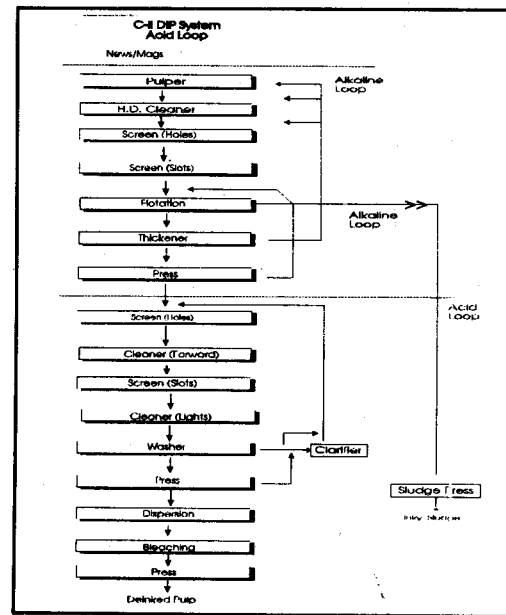 C-II DIP System
Acid Loop
News/Mags
Pulper
Alkaline
Loop
H.D. Cleaner
Screen (Holes)
Screen (Slots)
Flotation
Alkaline
Loop
Thickener
Press
Acid
Loop
Screen (Holes)
Cleaner (Forward)
Screen (Slots)
Cleaner (Lights)
Washer
Clarifier
Press
Sludge Press
Dispersion
Inky Sludge
Bleaching
Press
Deinked Pulp